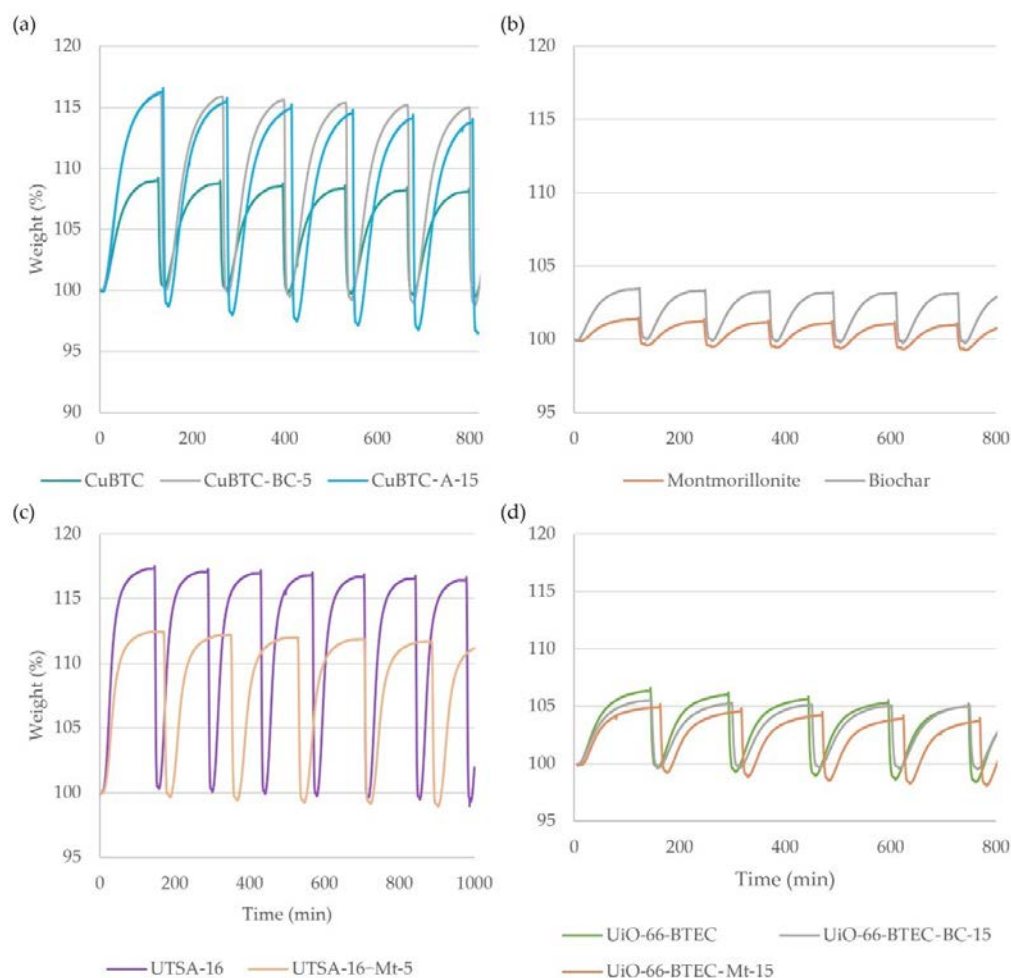 (a)
120
115
110
105
100
95
90
Weight (%)
0 200 400 600 800
CuBTC CuBTC-BC-5 CuBTC-A-15
(b)
120
115
110
105
100
95
0 200 400 600 800
Montmorillonite Biochar
(c)
120
115
110
105
100
95
Weight (%)
0 200 400 600 800 1000
Time (min)
UTSA-16 UTSA-16-Mt-5
(d)
120
115
110
105
100
95
0 200 400 600 800
Time (min)
UiO-66-BTEC UiO-66-BTEC-BC-15
UiO-66-BTEC-Mt-15